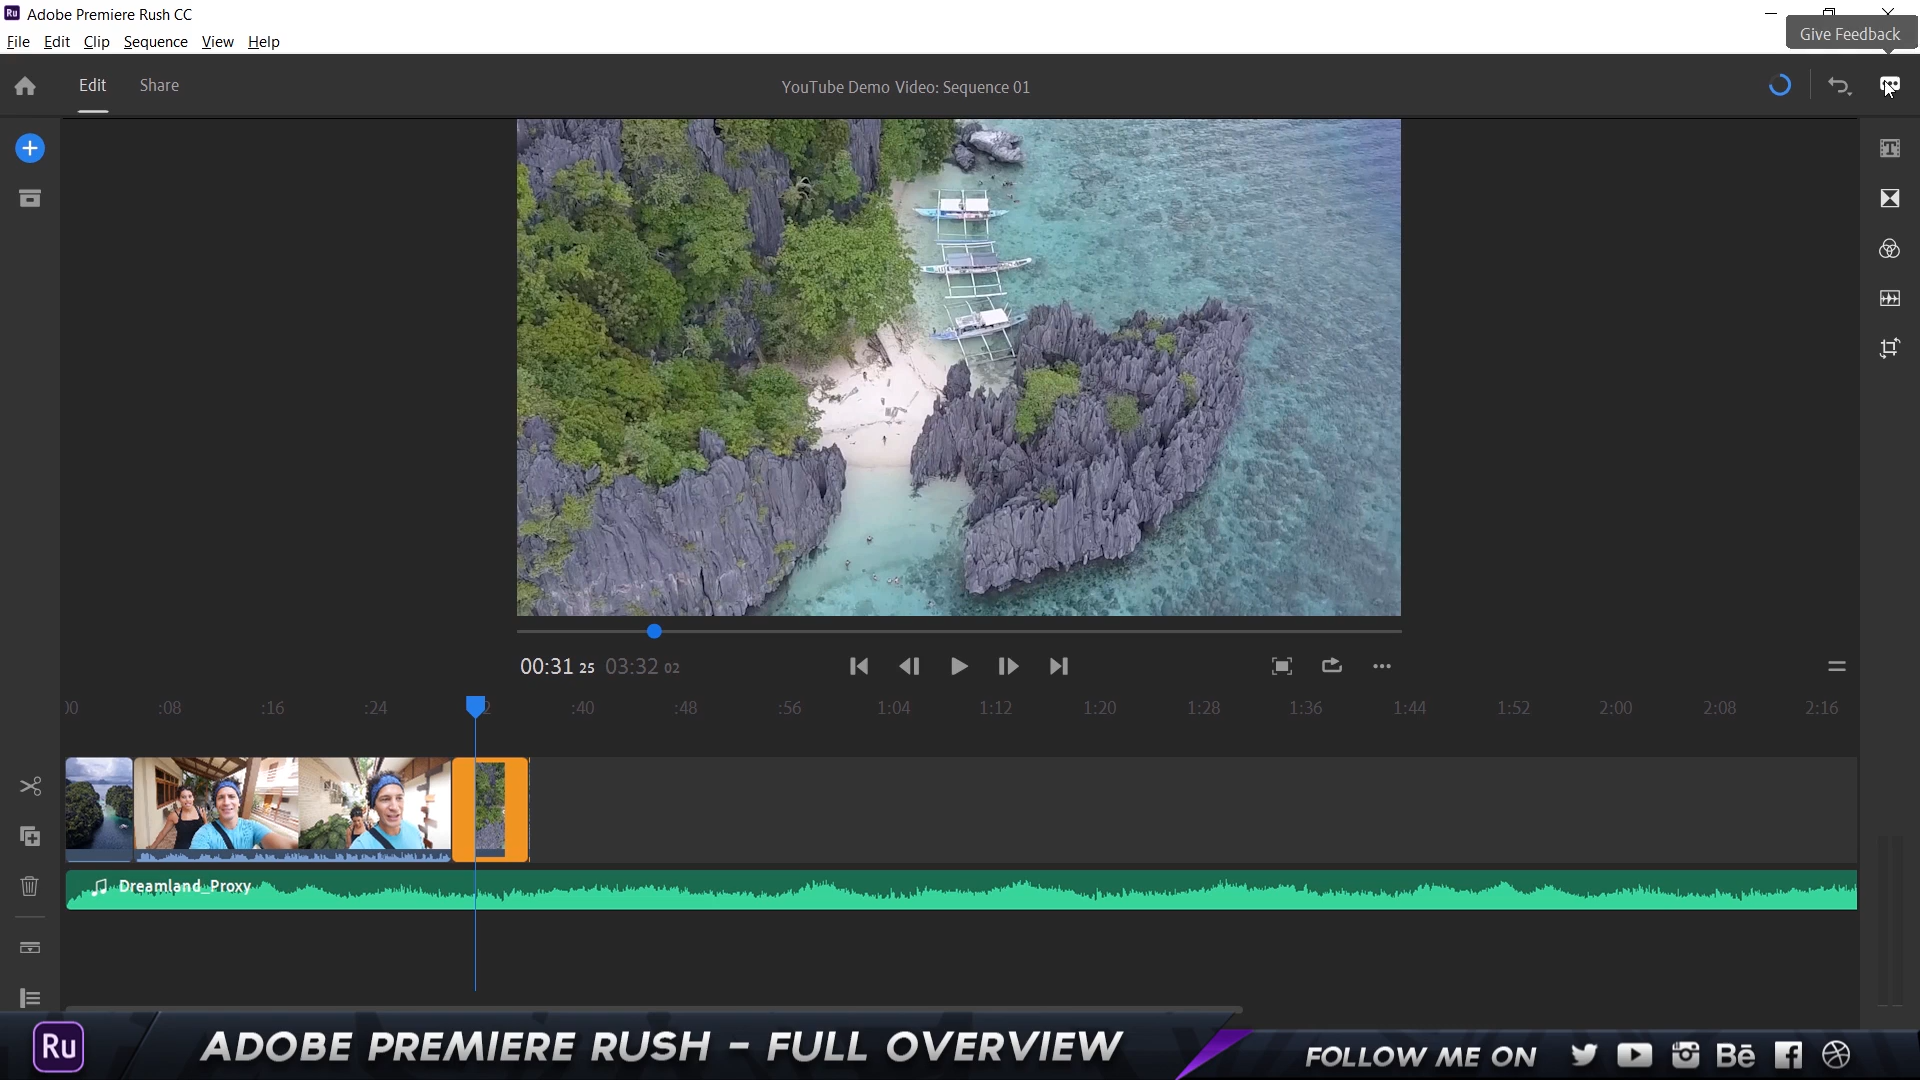 Ru Adobe Premiere Rush CC
File Edit Clip Sequence View Help
Give Feedback
Edit Share
YouTube Demo Video: Sequence 01
00:31 25 03:32 02
:08 :16 :24 :40 :48 :56 1:04 1:12 1:20 1:28 1:36 1:44 1:52 2:00 2:08 2:16
Dreamland_Proxy
Ru ADOBE PREMIERE RUSH - FULL OVERVIEW
FOLLOW ME ON Bē